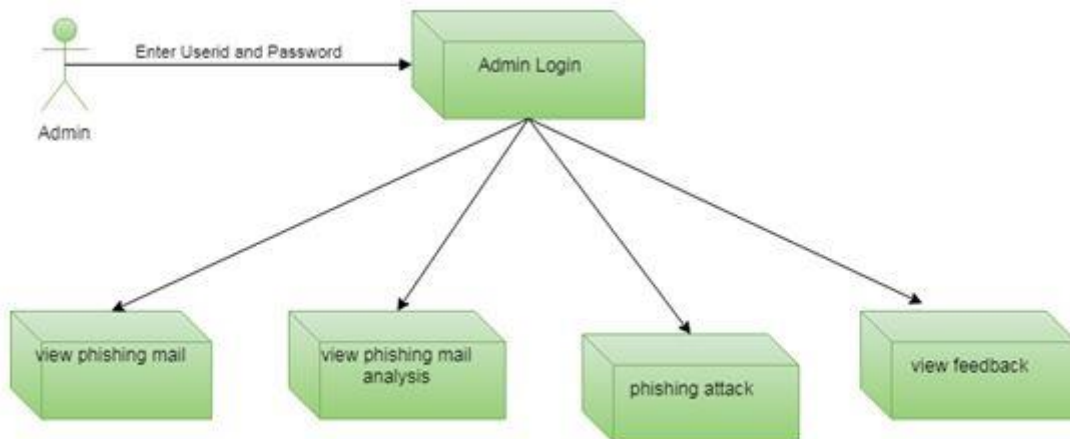 Enter Userid and Password
Admin Login
Admin
view phishing mail
view phishing mail
analysis
phishing attack
view feedback